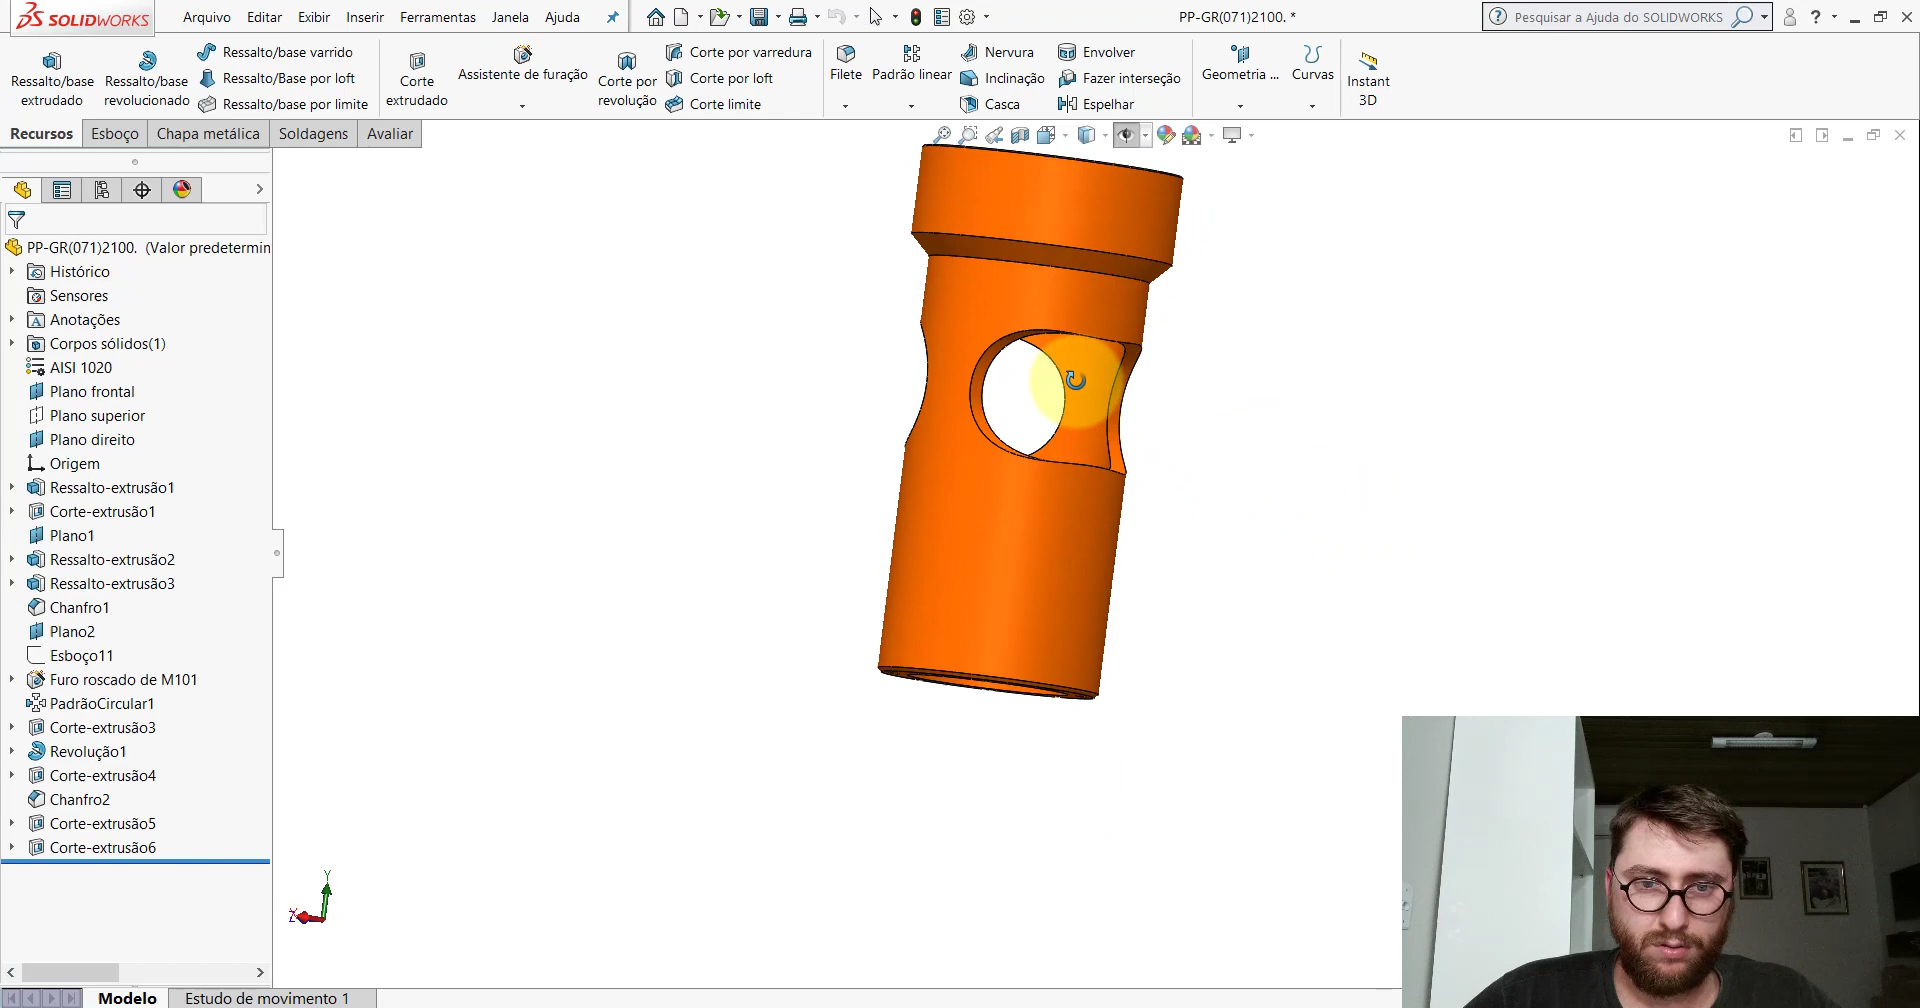 SOLIDWORKS
Arquivo Editar Exibir Inserir Ferramentas Janela Ajuda
PP-GR(071)2100. *
Pesquisar a Ajuda do SOLIDWORKS
Ressalto/base extrudado
Ressalto/base revolucionado
Ressalto/base varrido
Ressalto/Base por loft
Ressalto/base por limite
Corte extrudado
Assistente de furação
Corte por revolução
Corte por varredura
Corte por loft
Corte limite
Filete
Padrão linear
Nervura
Inclinação
Casca
Envolver
Fazer interseção
Espelhar
Geometria ...
Curvas
Instant 3D
Recursos Esboço Chapa metálica Soldagens Avaliar
PP-GR(071)2100. (Valor predetermin
Histórico
Sensores
Anotações
Corpos sólidos(1)
AISI 1020
Plano frontal
Plano superior
Plano direito
Origem
Ressalto-extrusão1
Corte-extrusão1
Plano1
Ressalto-extrusão2
Ressalto-extrusão3
Chanfro1
Plano2
Esboço11
Furo roscado de M101
PadrãoCircular1
Corte-extrusão3
Revolução1
Corte-extrusão4
Chanfro2
Corte-extrusão5
Corte-extrusão6
Y
Modelo Estudo de movimento 1